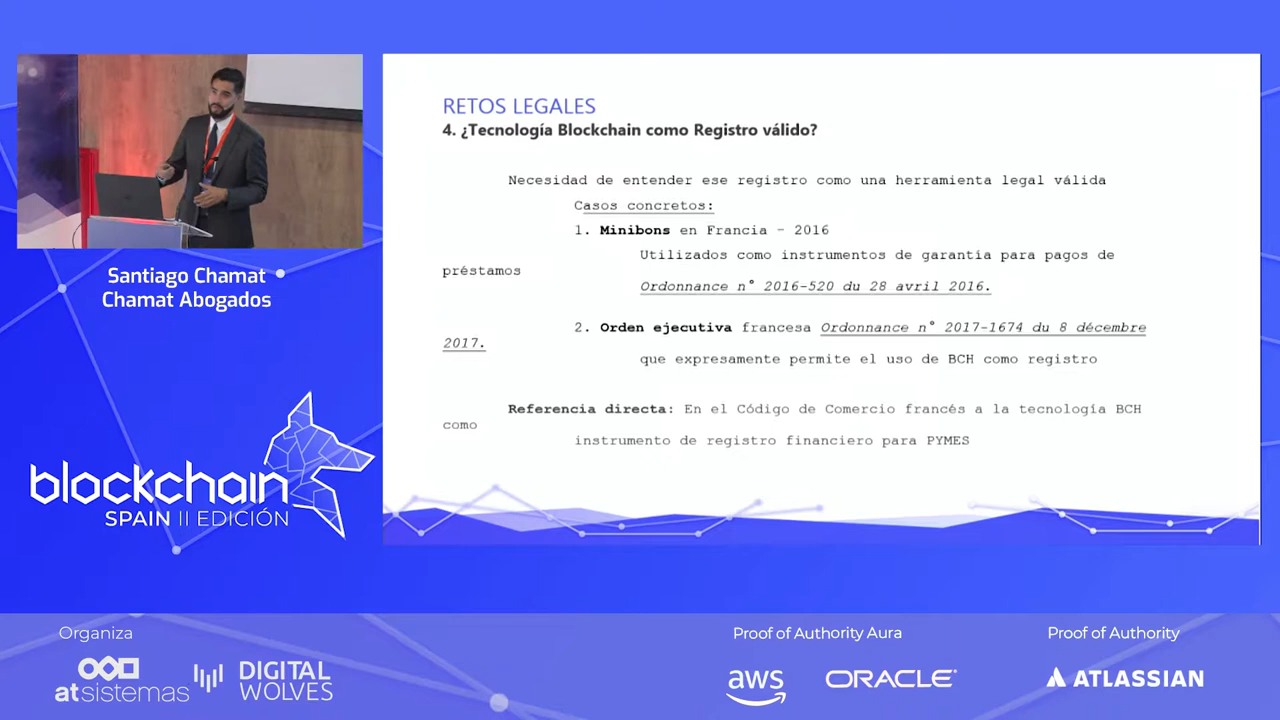 Santiago Chamat
Chamat Abogados
blockchain
SPAIN II EDICIÓN
RETOS LEGALES
4. ¿Tecnología Blockchain como Registro válido?
Necesidad de entender ese registro como una herramienta legal válida
Casos concretos:
1. Minibons en Francia – 2016
Utilizados como instrumentos de garantía para pagos de
préstamos
Ordonnance n° 2016-520 du 28 avril 2016.
2. Orden ejecutiva francesa Ordonnance n° 2017-1674 du 8 décembre
2017.
que expresamente permite el uso de BCH como registro
Referencia directa: En el Código de Comercio francés a la tecnología BCH
como
instrumento de registro financiero para PYMES
Organiza
atsistemas
DIGITAL
WOLVES
Proof of Authority Aura
aws
ORACLE
Proof of Authority
ATLASSIAN